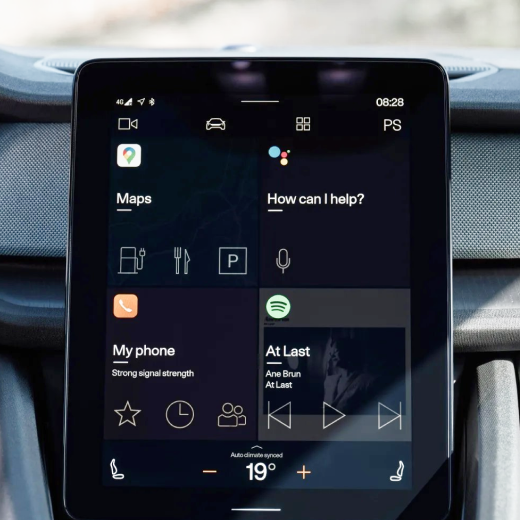 4G
08:28
PS
Maps
How can I help?
P
My phone
Strong signal strength
At Last
Ane Brun
At Last
Auto climate synced
19°